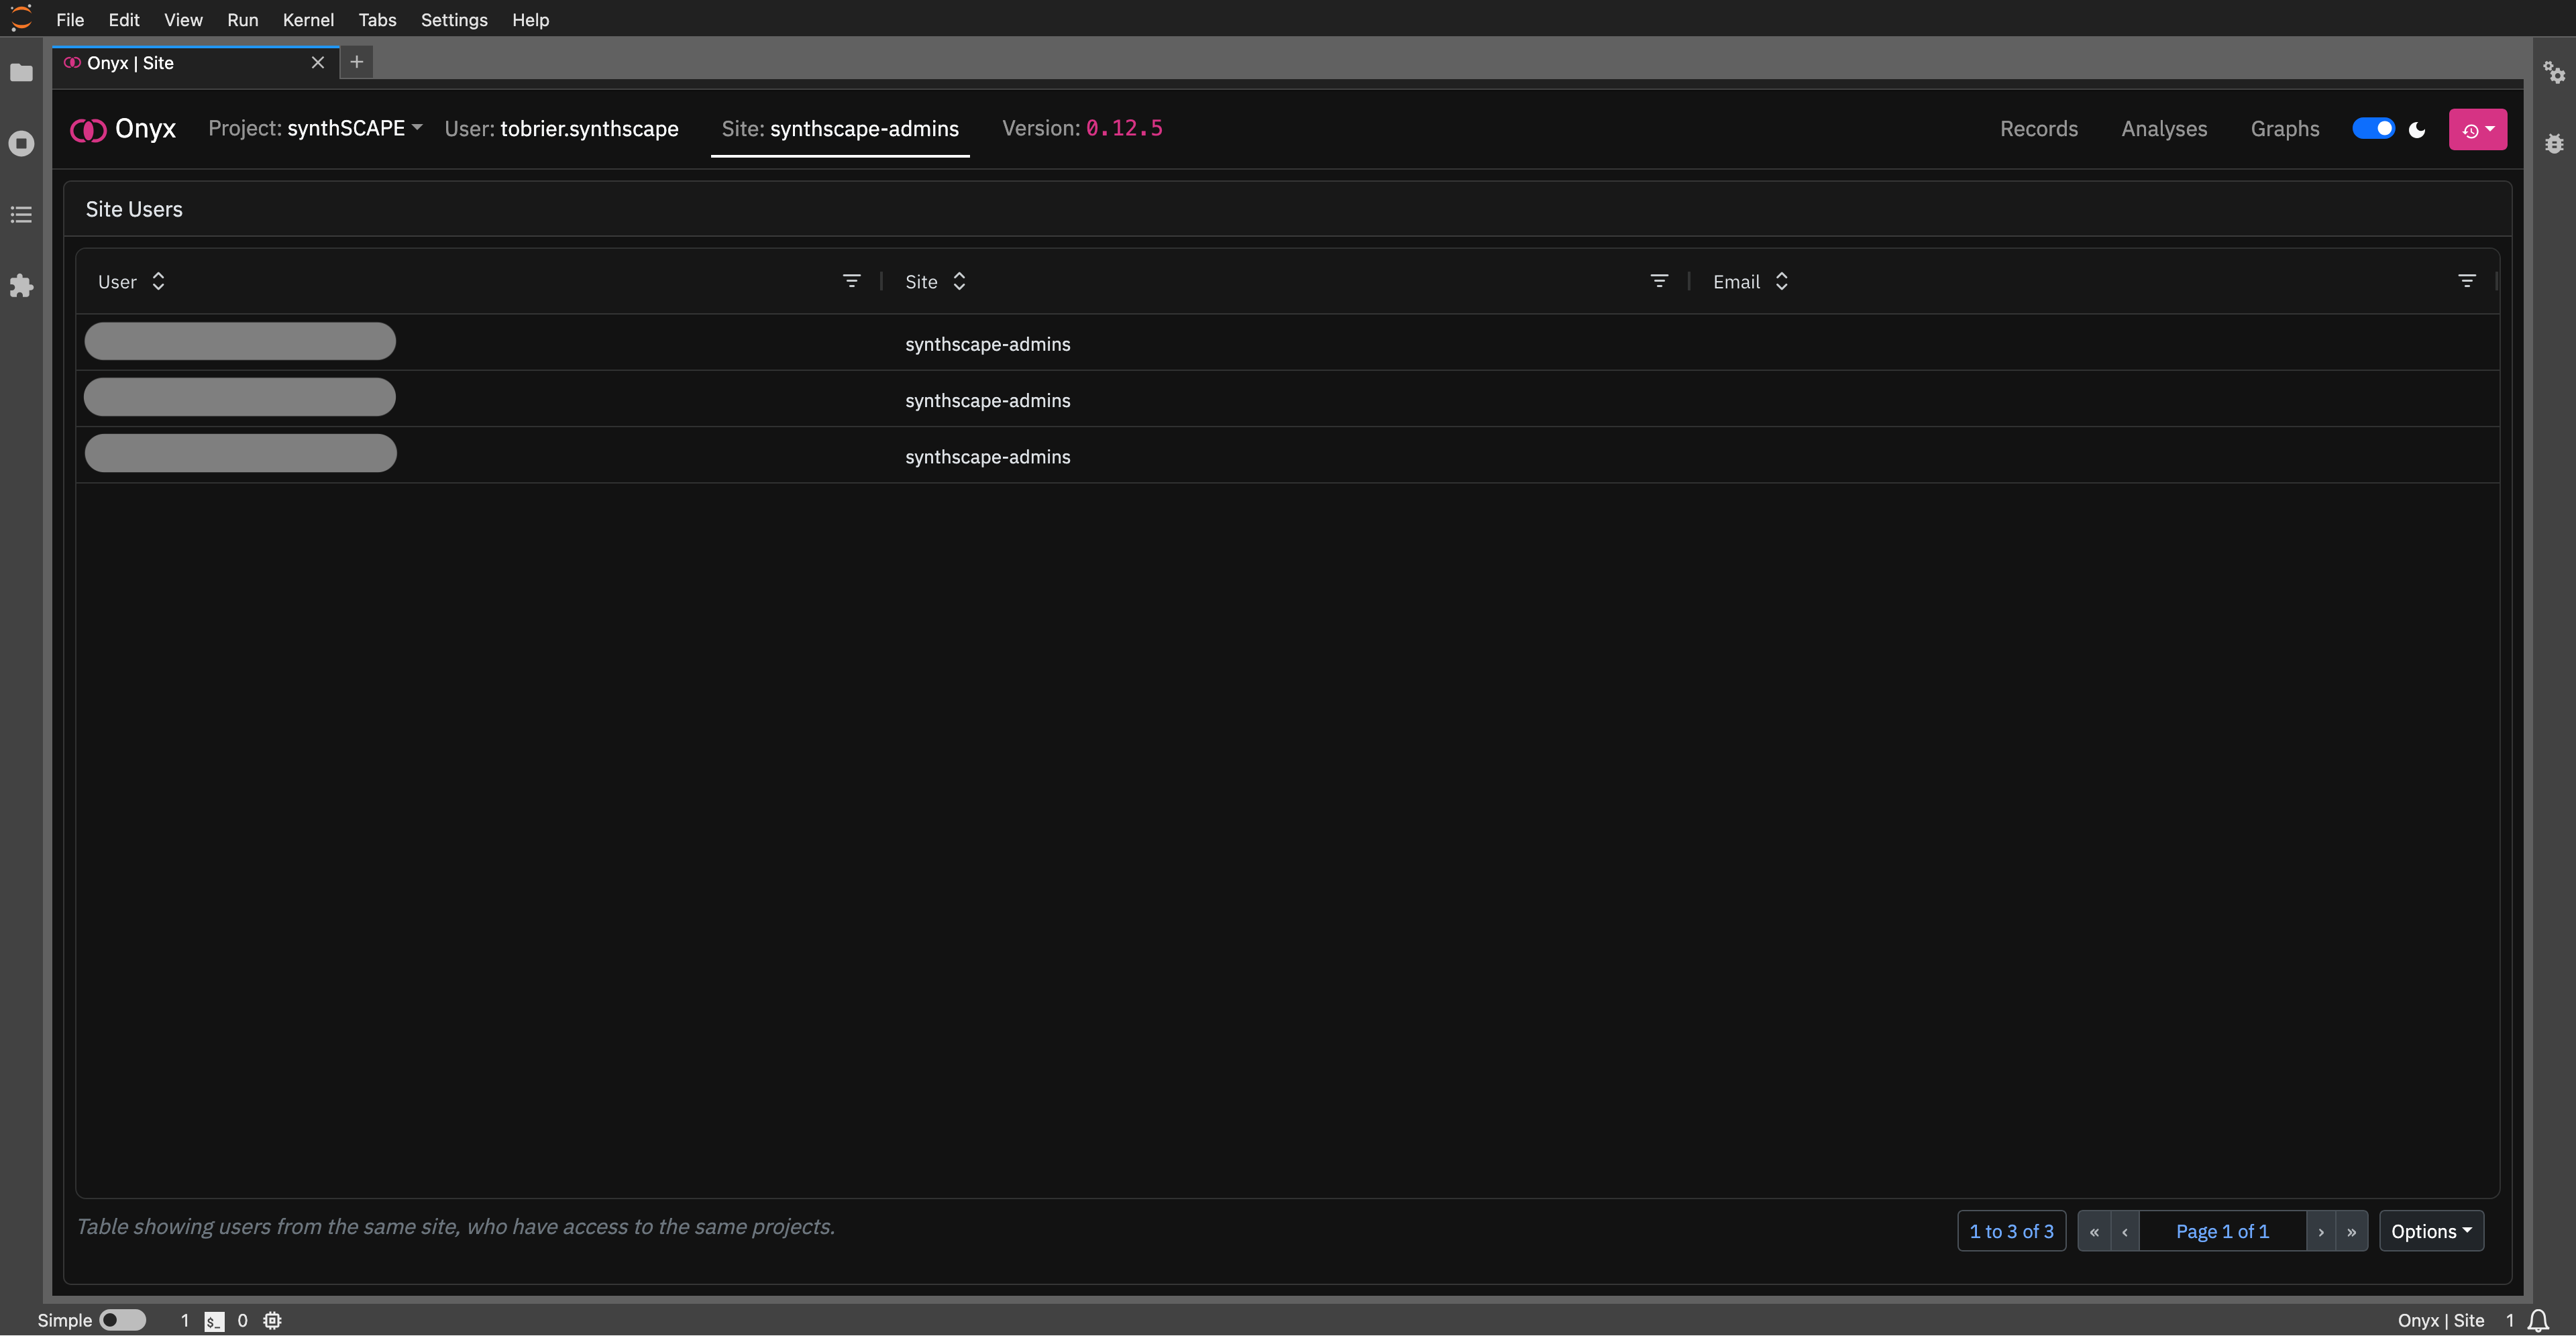 File Edit View Run Kernel Tabs Settings Help
Onyx | Site
Onyx Project: synthSCAPE User: tobrier.synthscape Site: synthscape-admins Version: 0.12.5 Records Analyses Graphs
Site Users
User Site Email
synthscape-admins
synthscape-admins
synthscape-admins
Table showing users from the same site, who have access to the same projects. 1 to 3 of 3 « ‹ Page 1 of 1 › » Options
Simple 1 $_ 0 Onyx | Site 1